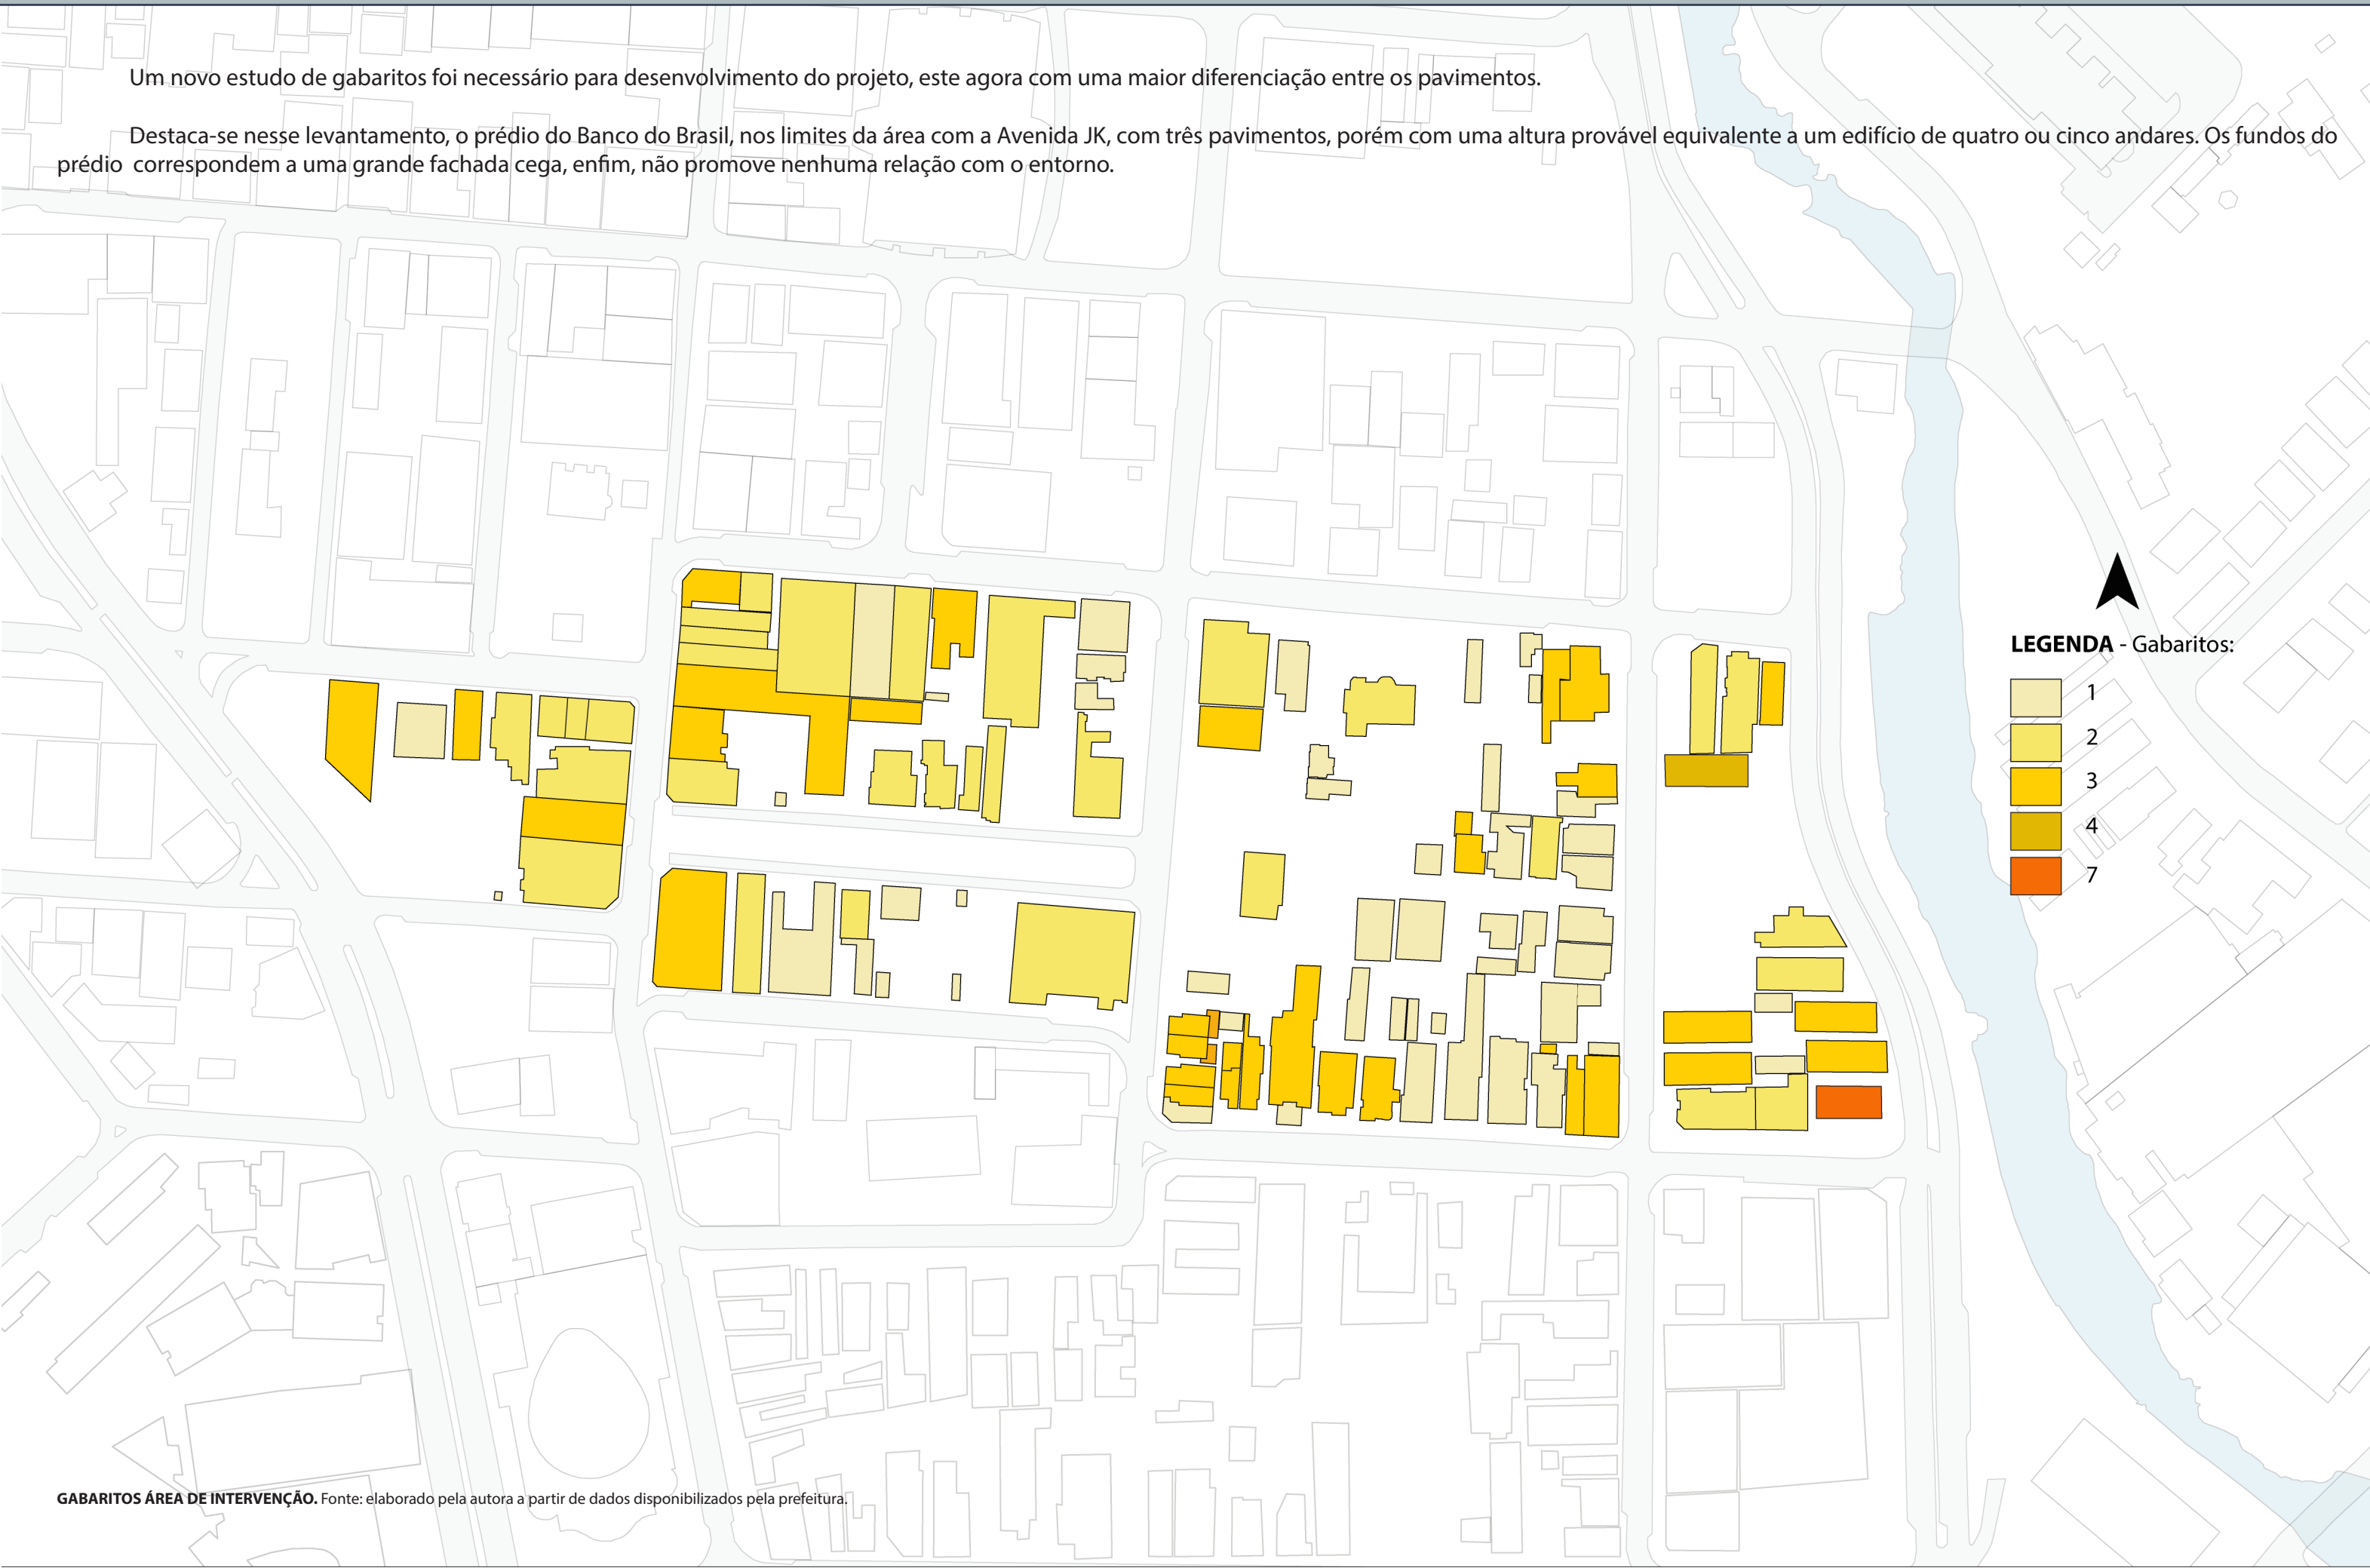 Um novo estudo de gabaritos foi necessário para desenvolvimento do projeto, este agora com uma maior diferenciação entre os pavimentos.
Destaca-se nesse levantamento, o prédio do Banco do Brasil, nos limites da área com a Avenida JK, com três pavimentos, porém com uma altura provável equivalente a um edifício de quatro ou cinco andares. Os fundos do
prédio correspondem a uma grande fachada cega, enfim, não promove nenhuma relação com o entorno.
LEGENDA - Gabaritos:
1
2
3
4
7
GABARITOS ÁREA DE INTERVENÇÃO. Fonte: elaborado pela autora a partir de dados disponibilizados pela prefeitura.